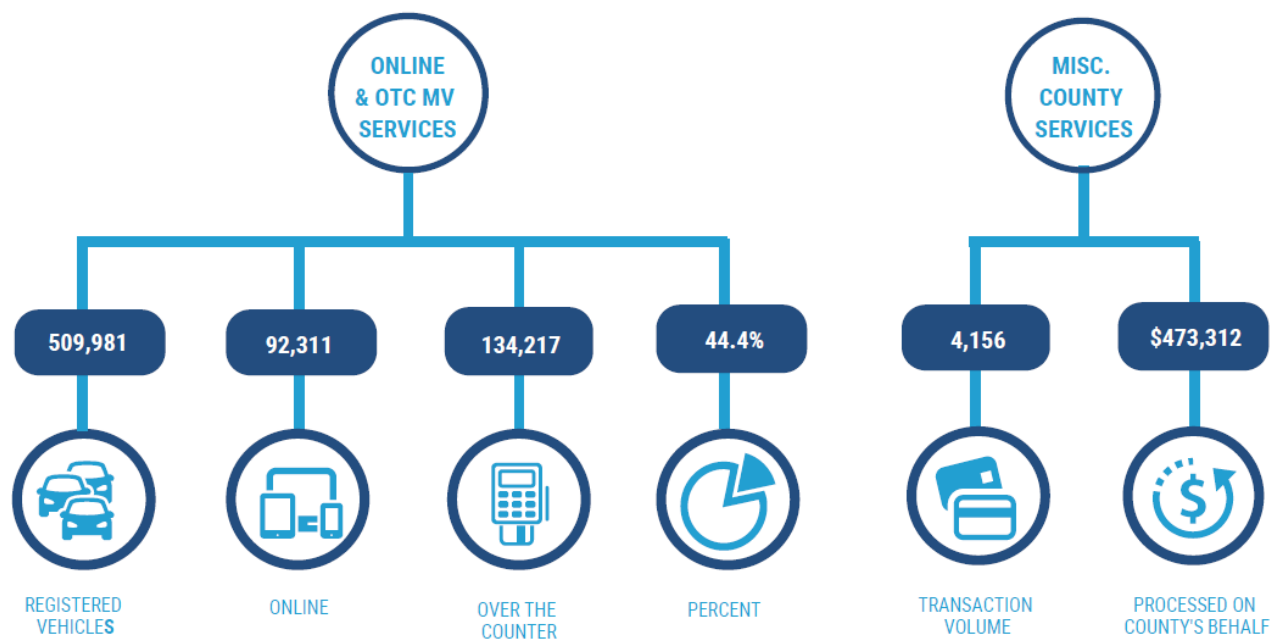 ONLINE
& OTC MV
SERVICES
MISC.
COUNTY
SERVICES
509,981
92,311
134,217
44.4%
4,156
$473,312
$
REGISTERED
VEHICLES
ONLINE
OVER THE
COUNTER
PERCENT
TRANSACTION
VOLUME
PROCESSED ON
COUNTY'S BEHALF